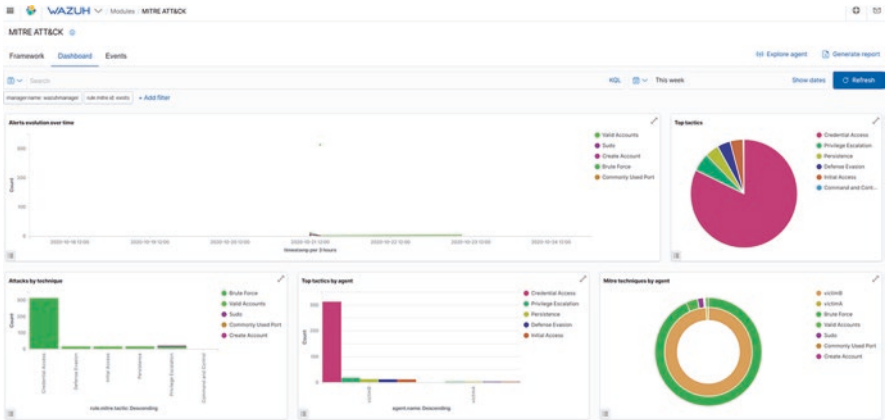 WAZUH / Modules / MITRE ATT&CK
MITRE ATT&CK
Framework Dashboard Events
Explore agent Generate report
Search KQL This week Show dates Refresh
manager.name: wazuhmanager rule.mitre.id: exists + Add filter
Alerts evolution over time
Count
0
timestamp per 3 hours
Valid Accounts
Sudo
Create Account
Brute Force
Commonly Used Port
Top tactics
Credential Access
Privilege Escalation
Persistence
Defense Evasion
Initial Access
Command and Cont...
Attacks by technique
Count
Credential Access
Defense Evasion
Initial Access
Persistence
Privilege Escalation
Command and Control
rule.mitre.tactic: Descending
Brute Force
Valid Accounts
Sudo
Commonly Used Port
Create Account
Top tactics by agent
Count
victimB
victimA
agent.name: Descending
Credential Access
Privilege Escalation
Persistence
Defense Evasion
Initial Access
Mitre techniques by agent
victimB
victimA
Brute Force
Valid Accounts
Sudo
Commonly Used Port
Create Account